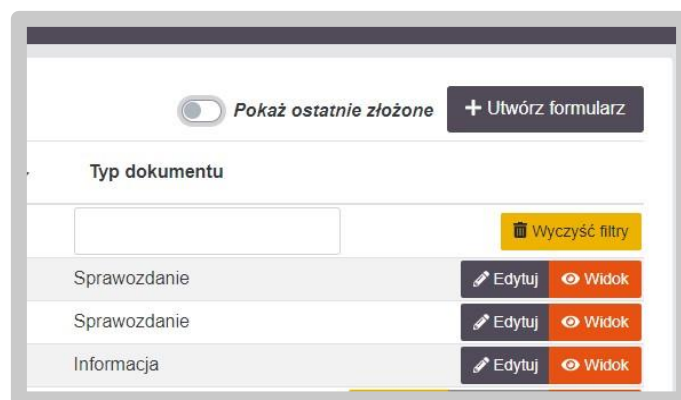 Pokaż ostatnie złożone + Utwórz formularz
Typ dokumentu
Wyczyść filtry
Sprawozdanie Edytuj Widok
Sprawozdanie Edytuj Widok
Informacja Edytuj Widok